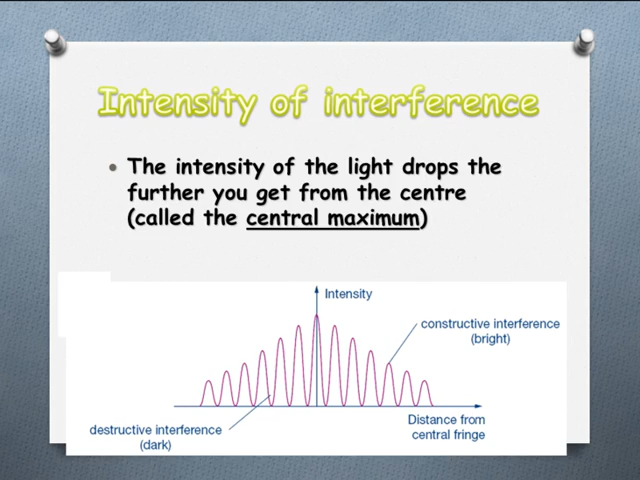 Intensity of interference
• The intensity of the light drops the
further you get from the centre
(called the central maximum)
Intensity
constructive interference
(bright)
Distance from
central fringe
destructive interference
(dark)